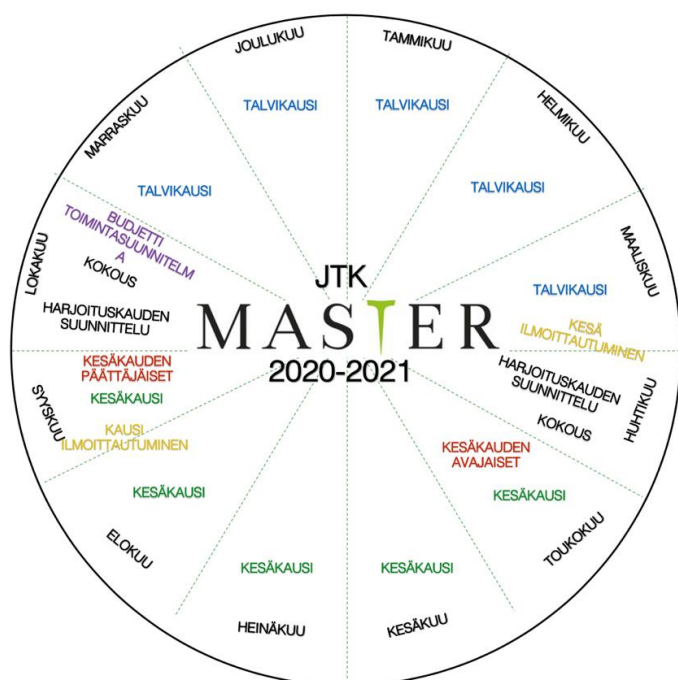 JOULUKUU
TALVIKAUSI
TAMMIKUU
TALVIKAUSI
HELMIKUU
TALVIKAUSI
MAALISKUU
TALVIKAUSI
KESÄ
ILMOITTAUTUMINEN
HARJOITUSKAUDEN
SUUNNITTELU
KOKOUS
HUHTIKUU
KESÄKAUDEN
AVAJAISET
KESÄKAUSI
TOUKOKUU
KESÄKAUSI
KESÄKUU
KESÄKAUSI
HEINÄKUU
KESÄKAUSI
ELOKUU
KESÄKAUDEN
PÄÄTTÄJÄISET
KESÄKAUSI
KAUSI
ILMOITTAUTUMINEN
SYYSKUU
BUDJETTI
TOIMINTASUUNNITELM
A
KOKOUS
HARJOITUSKAUDEN
SUUNNITTELU
LOKAKUU
MARRASKUU
TALVIKAUSI
JTK
MASTER
2020-2021